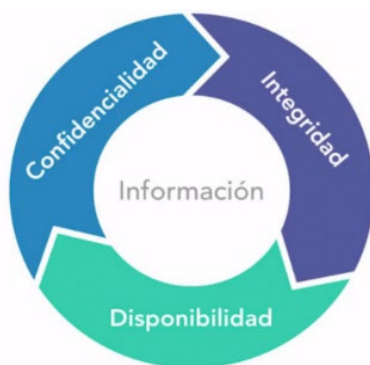 Confidencialidad
Integridad
Información
Disponibilidad